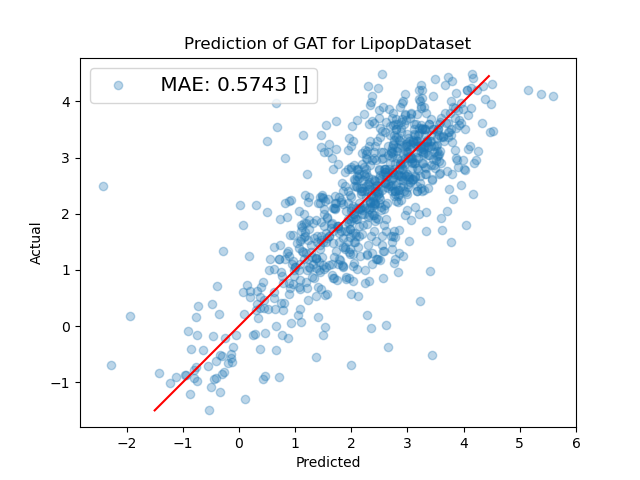 Prediction of GAT for LipopDataset
MAE: 0.5743 []
Actual
4
3
2
1
0
−1
−2 −1 0 1 2 3 4 5 6
Predicted